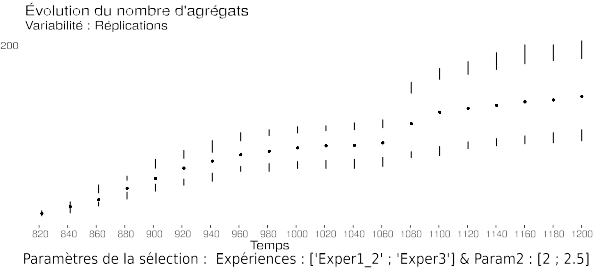 Évolution du nombre d'agrégats
Variabilité : Réplications
200
820 840 860 880 900 920 940 960 980 1000 1020 1040 1060 1080 1100 1120 1140 1160 1180 1200
Temps
Paramètres de la sélection : Expériences : ['Exper1_2' ; 'Exper3'] & Param2 : [2 ; 2.5]